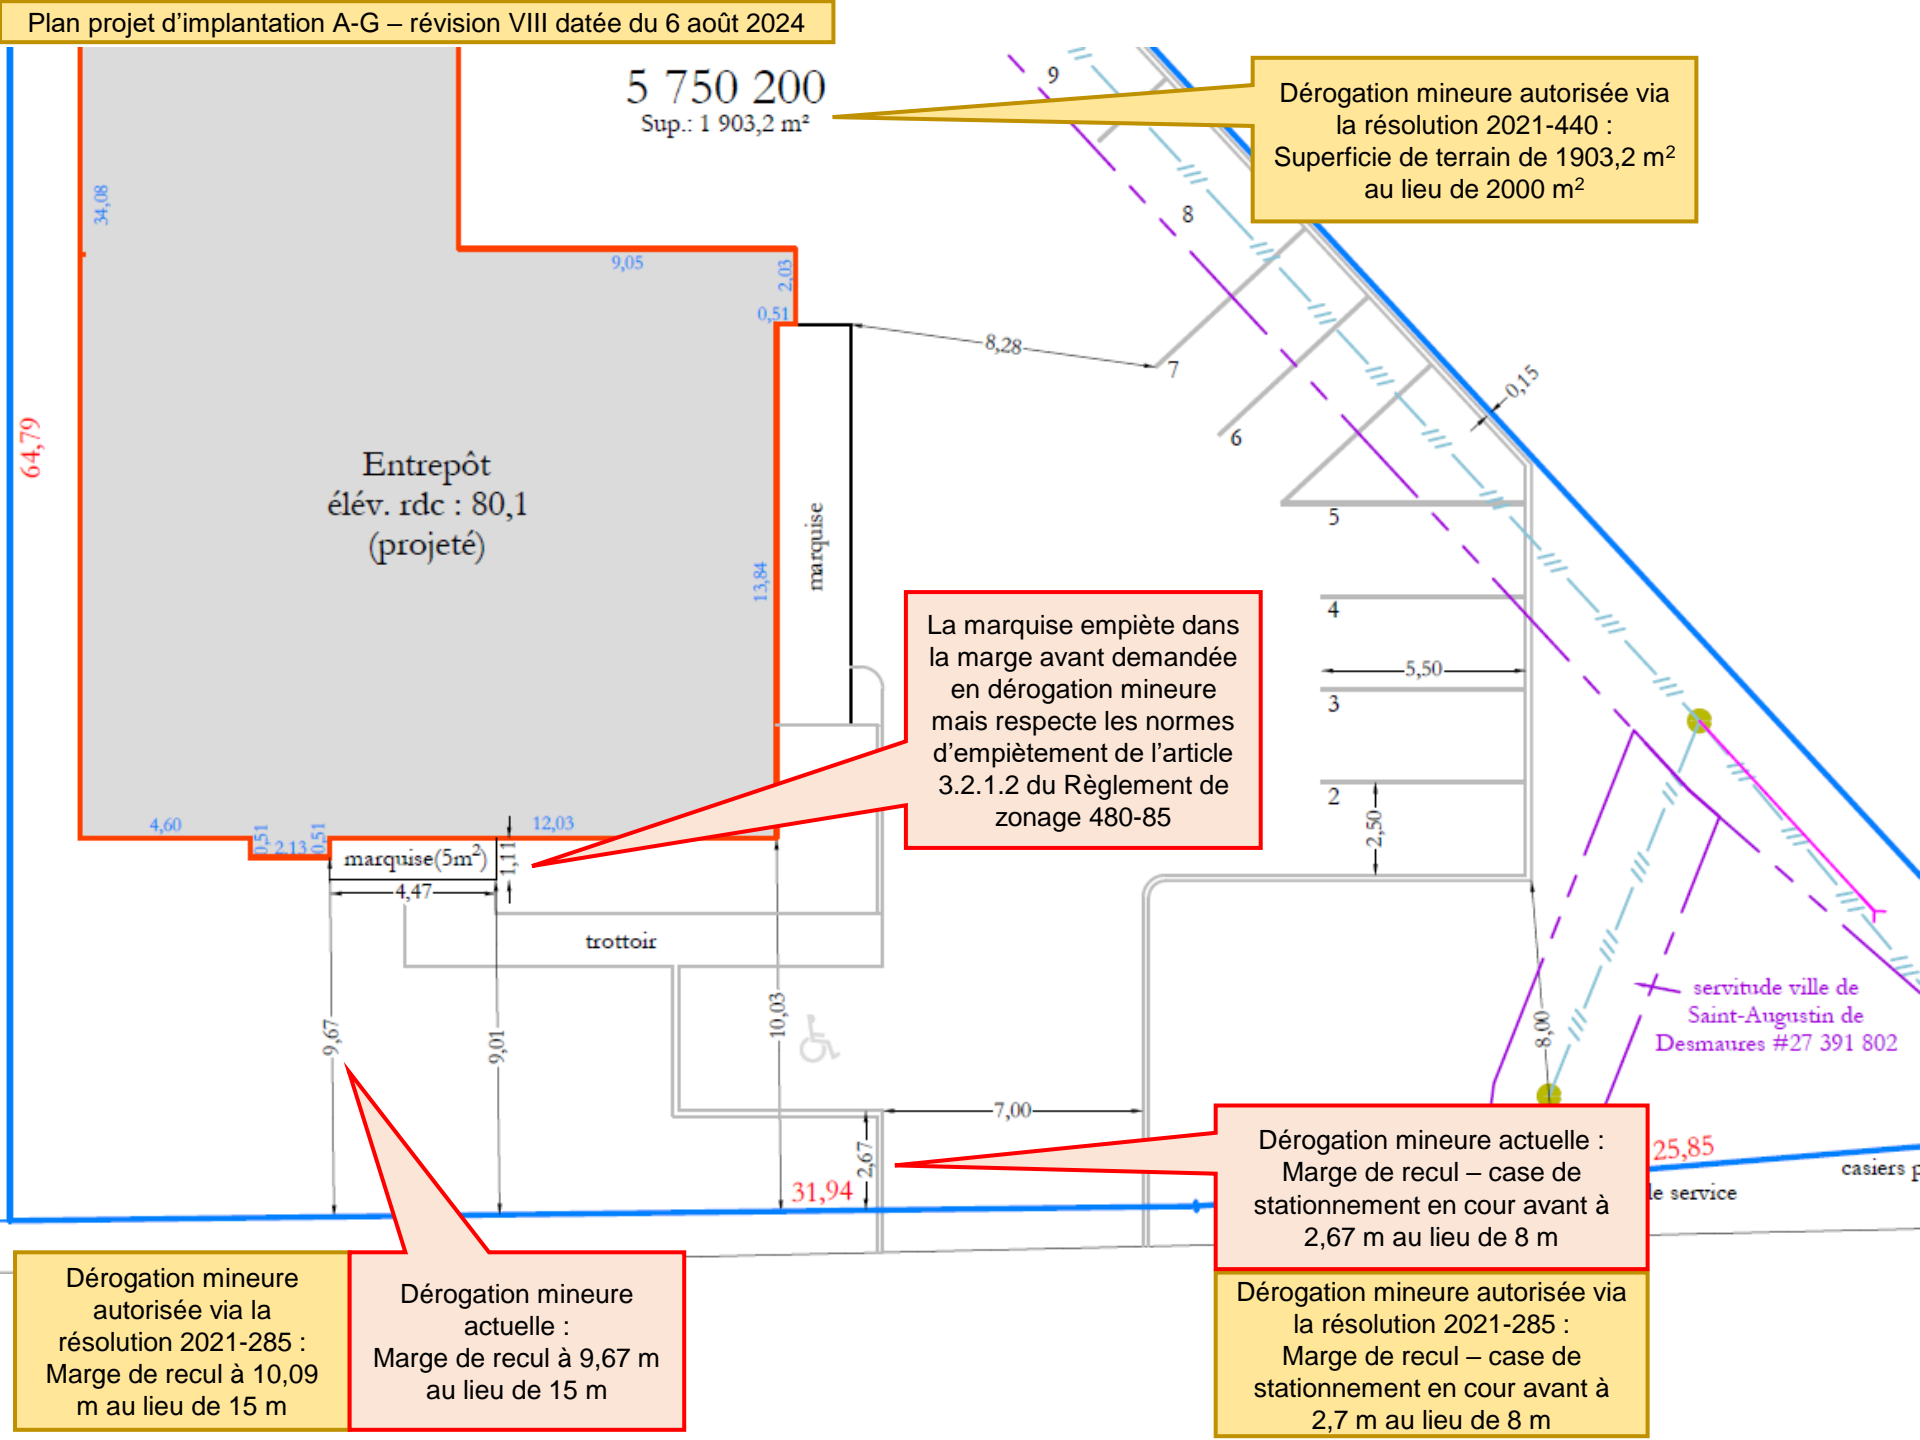 Plan projet d'implantation A-G – révision VIII datée du 6 août 2024
5 750 200
Sup.: 1 903,2 m²
Dérogation mineure autorisée via
la résolution 2021-440 :
Superficie de terrain de 1903,2 m²
au lieu de 2000 m²
9
8
34,08
9,05
2,03
0,51
8,28
7
6
0,15
64,79
Entrepôt
élév. rdc : 80,1
(projeté)
marquise
13,84
5
4
5,50
3
2
2,50
La marquise empiète dans
la marge avant demandée
en dérogation mineure
mais respecte les normes
d'empiètement de l'article
3.2.1.2 du Règlement de
zonage 480-85
4,60
0,51
2,13
0,51
12,03
marquise(5m²)
1,11
4,47
trottoir
9,67
9,01
10,03
8,00
servitude ville de
Saint-Augustin de
Desmaures #27 391 802
7,00
2,67
31,94
25,85
casiers p
le service
Dérogation mineure actuelle :
Marge de recul – case de
stationnement en cour avant à
2,67 m au lieu de 8 m
Dérogation mineure
autorisée via la
résolution 2021-285 :
Marge de recul à 10,09
m au lieu de 15 m
Dérogation mineure
actuelle :
Marge de recul à 9,67 m
au lieu de 15 m
Dérogation mineure autorisée via
la résolution 2021-285 :
Marge de recul – case de
stationnement en cour avant à
2,7 m au lieu de 8 m